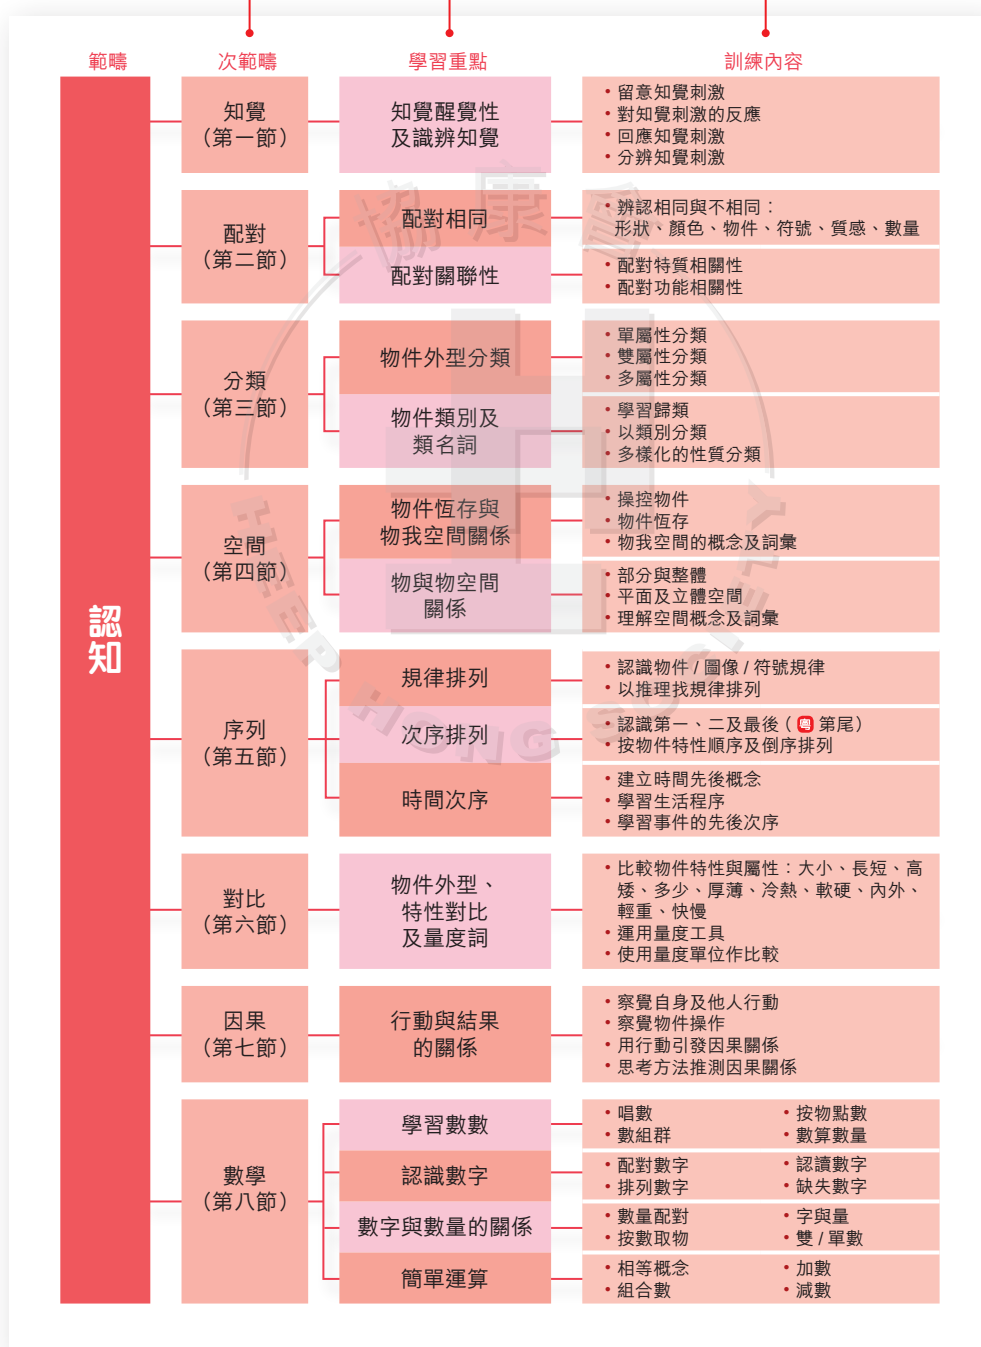 範疇
次範疇
學習重點
訓練內容
認知
知覺
（第一節）
知覺醒覺性
及識辨知覺
• 留意知覺刺激
• 對知覺刺激的反應
• 回應知覺刺激
• 分辨知覺刺激
配對
（第二節）
配對相同
• 辨認相同與不相同：
形狀、顏色、物件、符號、質感、數量
配對關聯性
• 配對特質相關性
• 配對功能相關性
分類
（第三節）
物件外型分類
• 單屬性分類
• 雙屬性分類
• 多屬性分類
物件類別及
類名詞
• 學習歸類
• 以類別分類
• 多樣化的性質分類
空間
（第四節）
物件恆存與
物我空間關係
• 操控物件
• 物件恆存
• 物我空間的概念及詞彙
物與物空間
關係
• 部分與整體
• 平面及立體空間
• 理解空間概念及詞彙
序列
（第五節）
規律排列
• 認識物件 / 圖像 / 符號規律
• 以推理找規律排列
次序排列
• 認識第一、二及最後（粵 第尾）
• 按物件特性順序及倒序排列
時間次序
• 建立時間先後概念
• 學習生活程序
• 學習事件的先後次序
對比
（第六節）
物件外型、
特性對比
及量度詞
• 比較物件特性與屬性：大小、長短、高
矮、多少、厚薄、冷熱、軟硬、內外、
輕重、快慢
• 運用量度工具
• 使用量度單位作比較
因果
（第七節）
行動與結果
的關係
• 察覺自身及他人行動
• 察覺物件操作
• 用行動引發因果關係
• 思考方法推測因果關係
數學
（第八節）
學習數數
• 唱數 • 按物點數
• 數組群 • 數算數量
認識數字
• 配對數字 • 認讀數字
• 排列數字 • 缺失數字
數字與數量的關係
• 數量配對 • 字與量
• 按數取物 • 雙 / 單數
簡單運算
• 相等概念 • 加數
• 組合數 • 減數
協康會
HEEP HONG SOCIETY